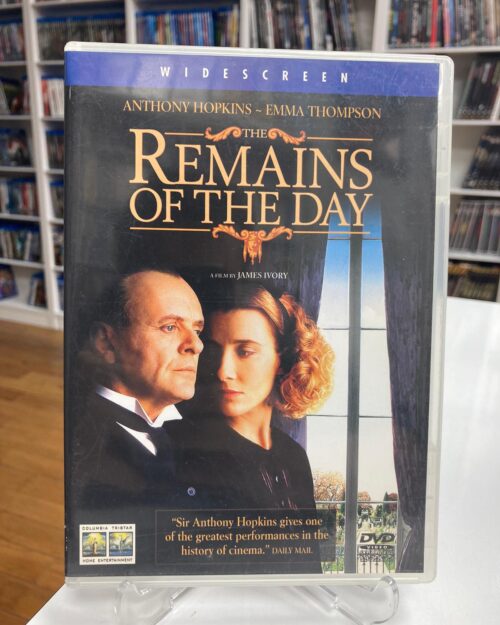 WIDESCREEN
ANTHONY HOPKINS ~ EMMA THOMPSON
THE
REMAINS
OF THE DAY
A FILM BY JAMES IVORY
"Sir Anthony Hopkins gives one
of the greatest performances in the
history of cinema." DAILY MAIL
COLUMBIA TRISTAR
HOME ENTERTAINMENT
DVD
VIDEO